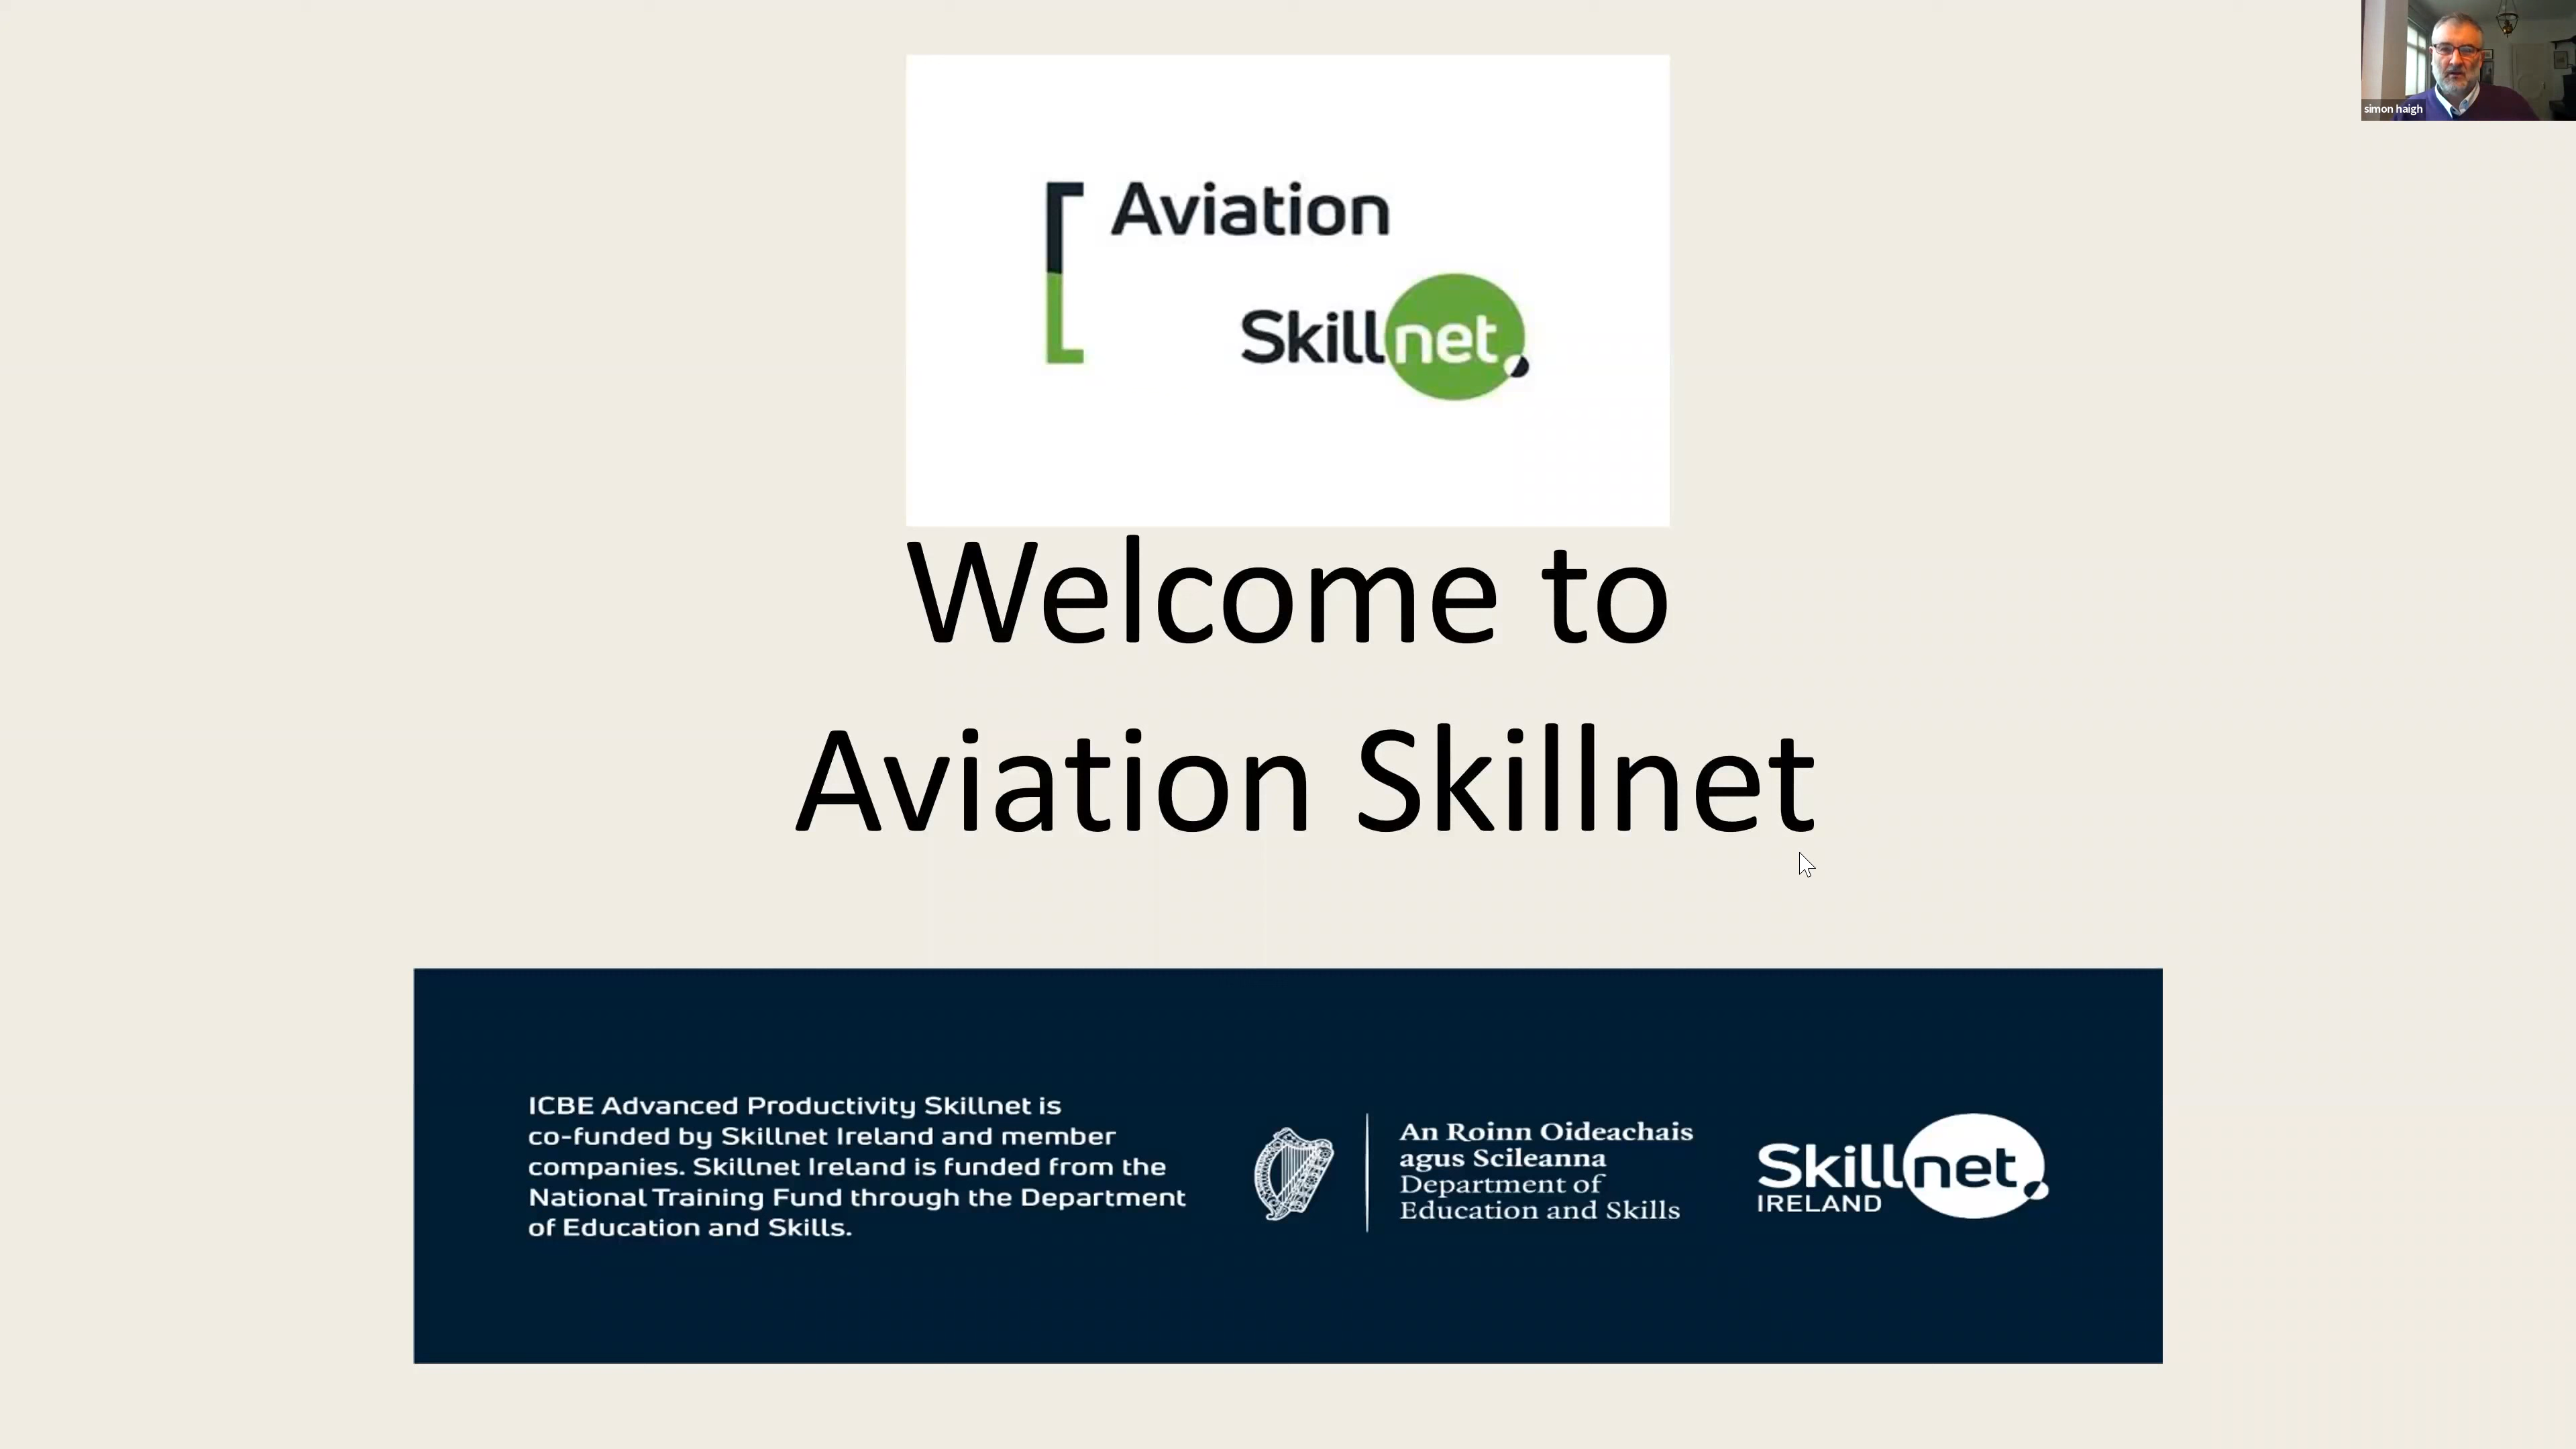 simon haigh
Aviation
Skillnet
Welcome to
Aviation Skillnet
ICBE Advanced Productivity Skillnet is
co-funded by Skillnet Ireland and member
companies. Skillnet Ireland is funded from the
National Training Fund through the Department
of Education and Skills.
An Roinn Oideachais
agus Scileanna
Department of
Education and Skills
Skillnet
IRELAND